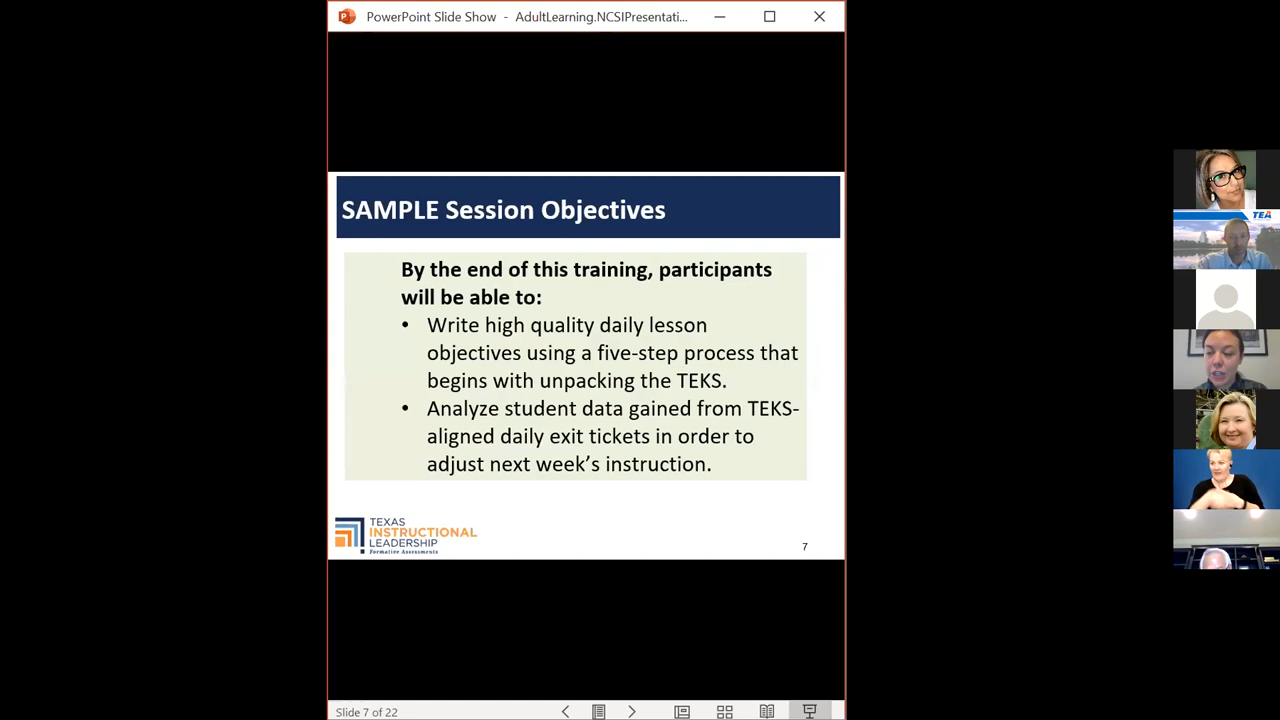 PowerPoint Slide Show - AdultLearning.NCSIPresentati...
SAMPLE Session Objectives
By the end of this training, participants
will be able to:
• Write high quality daily lesson
objectives using a five-step process that
begins with unpacking the TEKS.
• Analyze student data gained from TEKS-
aligned daily exit tickets in order to
adjust next week's instruction.
TEXAS
INSTRUCTIONAL
LEADERSHIP
Formative Assessments
7
Slide 7 of 22
TEA